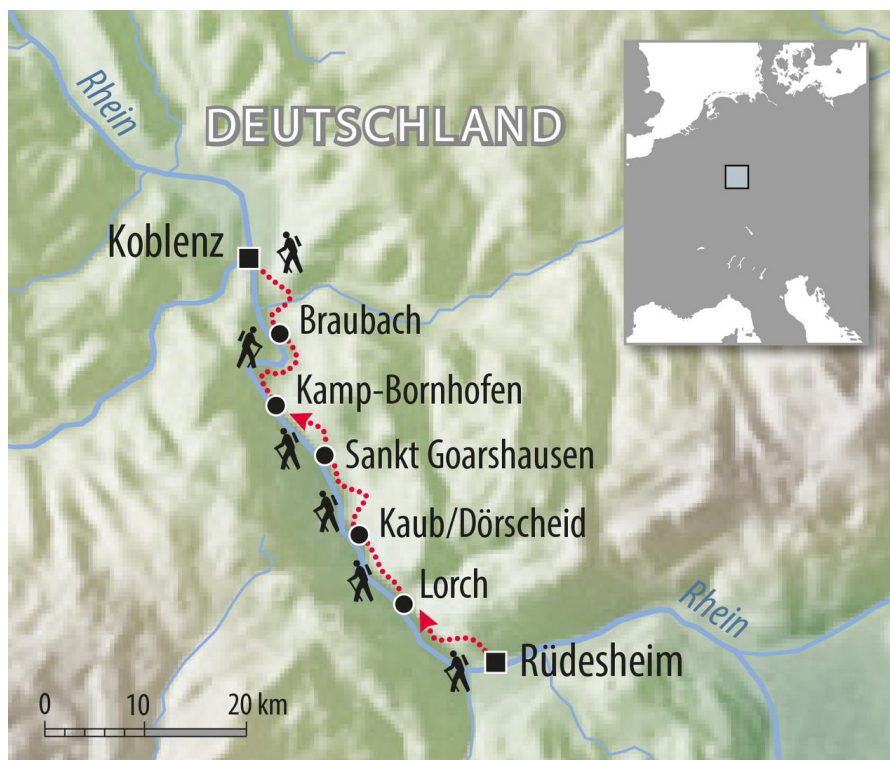 Rhein
DEUTSCHLAND
Koblenz
Braubach
Kamp-Bornhofen
Sankt Goarshausen
Kaub/Dörscheid
Lorch
Rhein
Rüdesheim
0 10 20 km